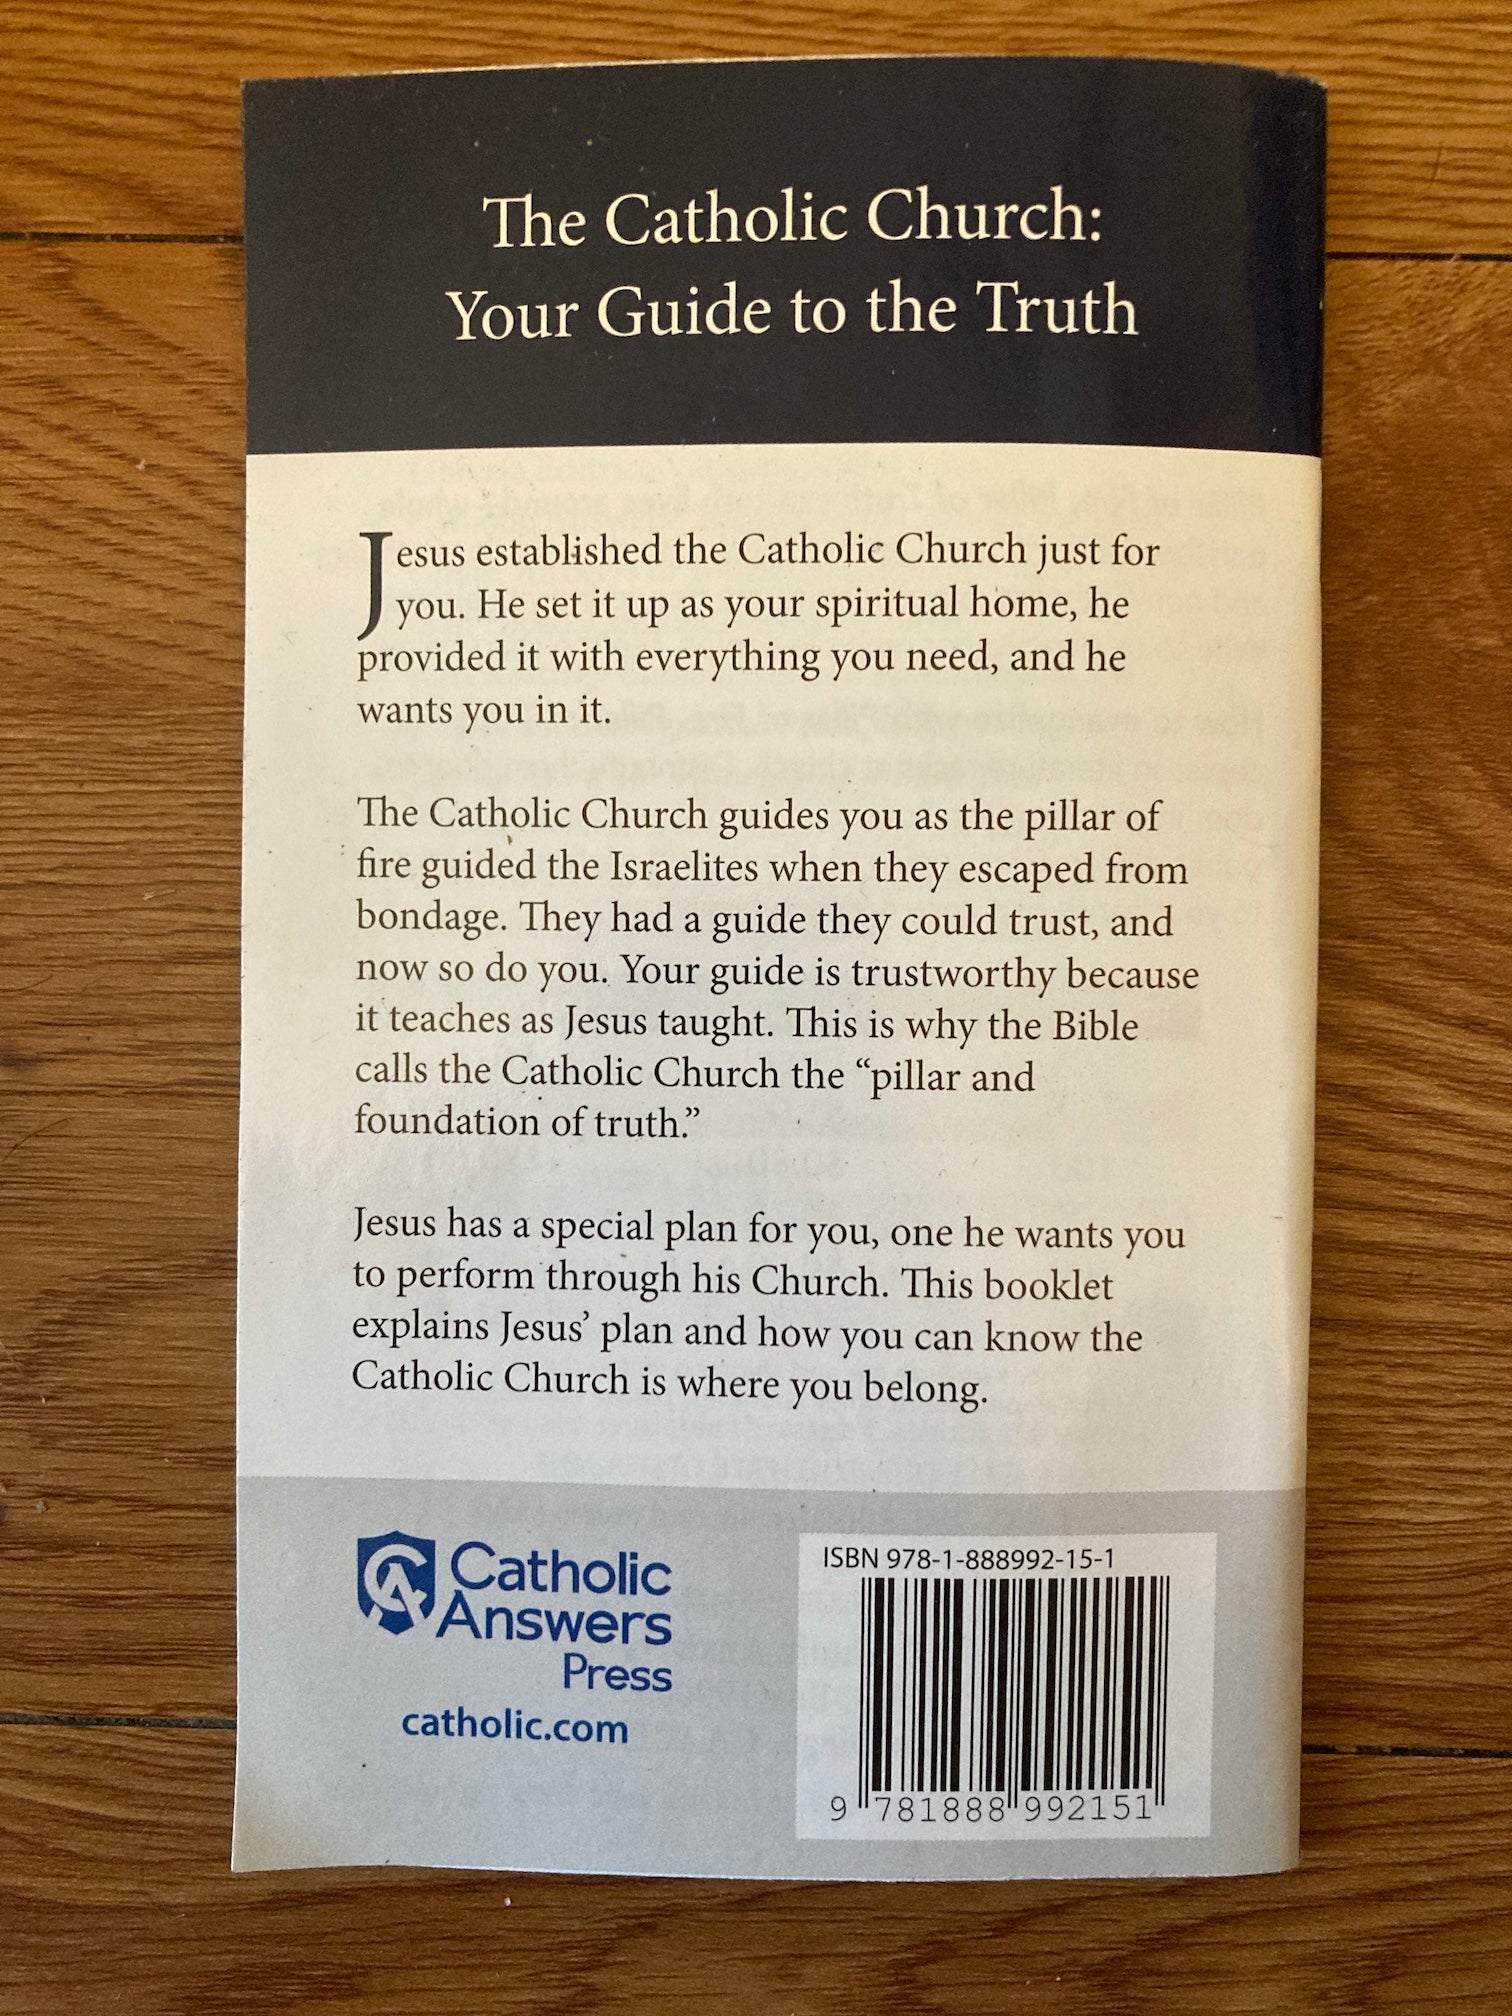 The Catholic Church:
Your Guide to the Truth
Jesus established the Catholic Church just for
you. He set it up as your spiritual home, he
provided it with everything you need, and he
wants you in it.
The Catholic Church guides you as the pillar of
fire guided the Israelites when they escaped from
bondage. They had a guide they could trust, and
now so do you. Your guide is trustworthy because
it teaches as Jesus taught. This is why the Bible
calls the Catholic Church the “pillar and
foundation of truth.”
Jesus has a special plan for you, one he wants you
to perform through his Church. This booklet
explains Jesus’ plan and how you can know the
Catholic Church is where you belong.
CA
Catholic
Answers
Press
catholic.com
ISBN 978-1-888992-15-1
9 781888 992151